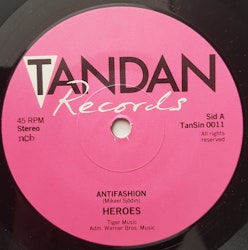 TANDAN
Records
45 RPM
Stereo
ncb
Sid A
TanSin 0011
All rights
reserved
ANTIFASHION
(Mikael Sjödin)
HEROES
Tiger Music
Adm. Warner Bros. Music